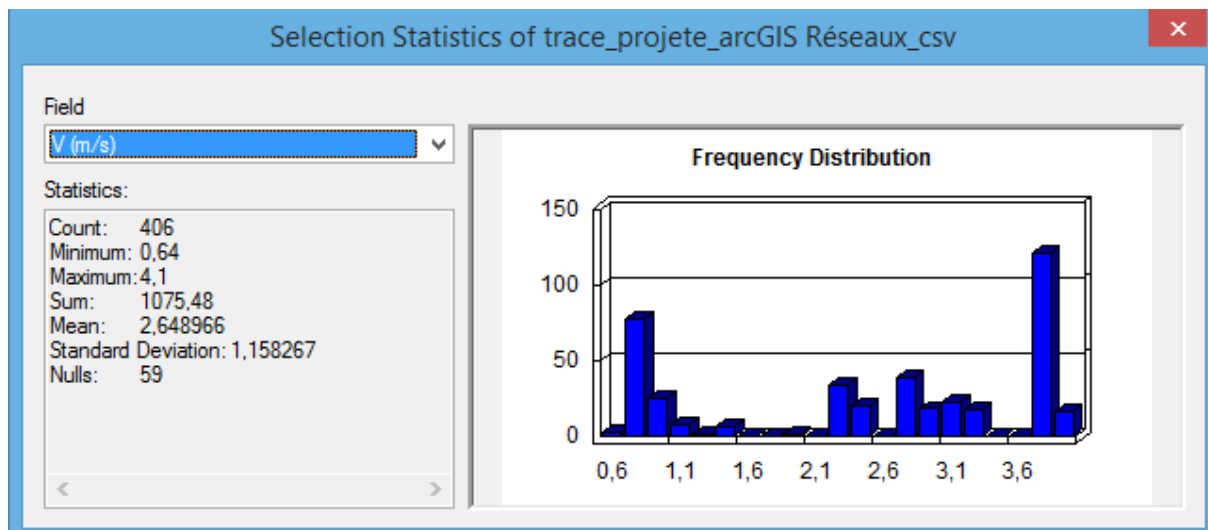 Selection Statistics of trace_projete_arcGIS Réseaux_csv
Field
V (m/s)
Statistics:
Count: 406
Minimum: 0,64
Maximum: 4,1
Sum: 1075,48
Mean: 2,648966
Standard Deviation: 1,158267
Nulls: 59
Frequency Distribution
150
100
50
0
0,6 1,1 1,6 2,1 2,6 3,1 3,6